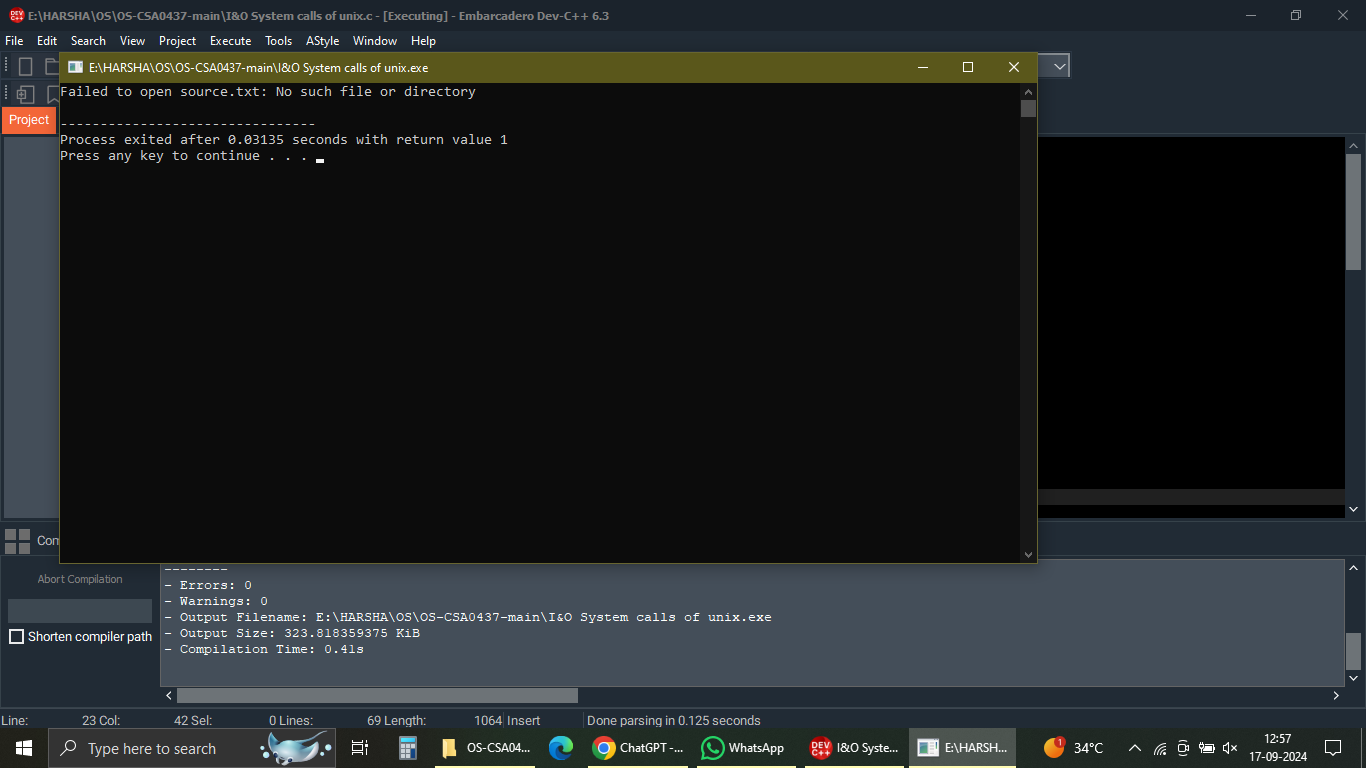 E:\HARSHA\OS\OS-CSA0437-main\I&O System calls of unix.c - [Executing] - Embarcadero Dev-C++ 6.3
File Edit Search View Project Execute Tools AStyle Window Help
E:\HARSHA\OS\OS-CSA0437-main\I&O System calls of unix.exe
Failed to open source.txt: No such file or directory
Project
--------------------------------
Process exited after 0.03135 seconds with return value 1
Press any key to continue . . .
Com
Abort Compilation
Shorten compiler path
--------
- Errors: 0
- Warnings: 0
- Output Filename: E:\HARSHA\OS\OS-CSA0437-main\I&O System calls of unix.exe
- Output Size: 323.818359375 KiB
- Compilation Time: 0.41s
Line: 23 Col: 42 Sel: 0 Lines: 69 Length: 1064 Insert Done parsing in 0.125 seconds
Type here to search
OS-CSA04...
ChatGPT -...
WhatsApp
DEV C++
I&O Syste...
E:\HARSH...
1
34°C
12:57
17-09-2024